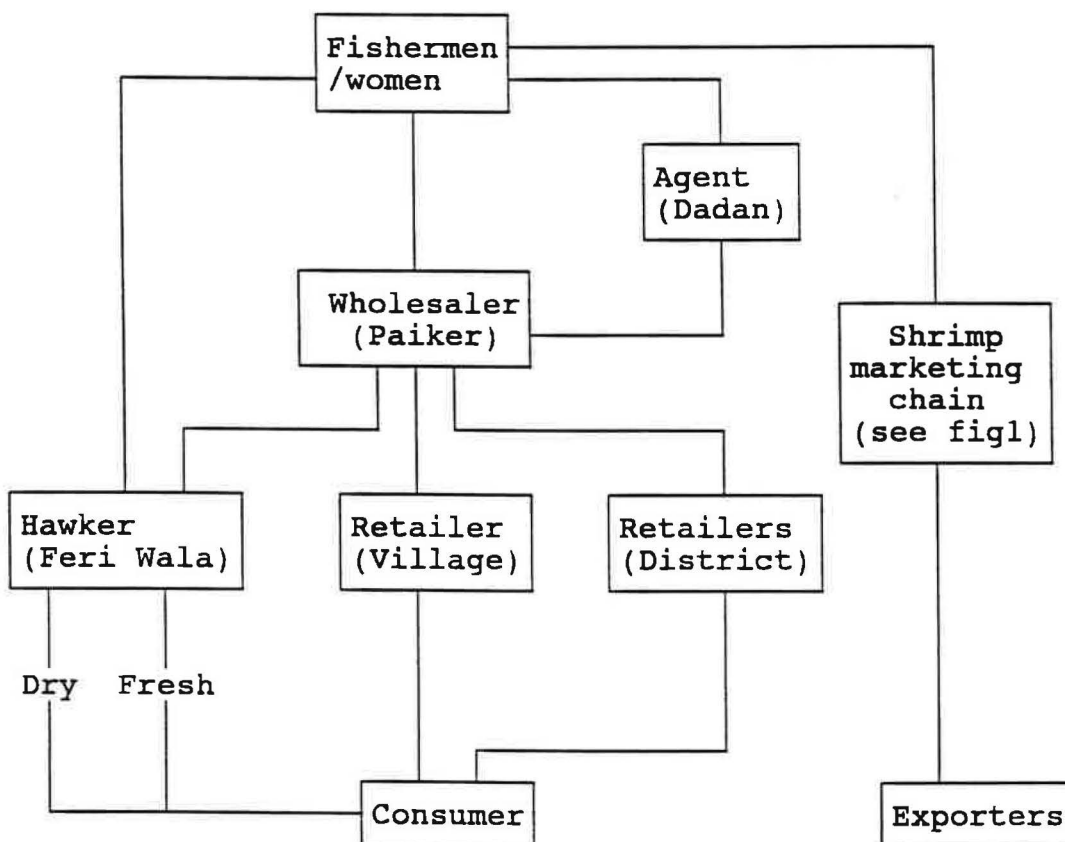 Fishermen
/women
Agent
(Dadan)
Wholesaler
(Paiker)
Shrimp
marketing
chain
(see fig1)
Hawker
(Feri Wala)
Retailer
(Village)
Retailers
(District)
Dry Fresh
Consumer
Exporters